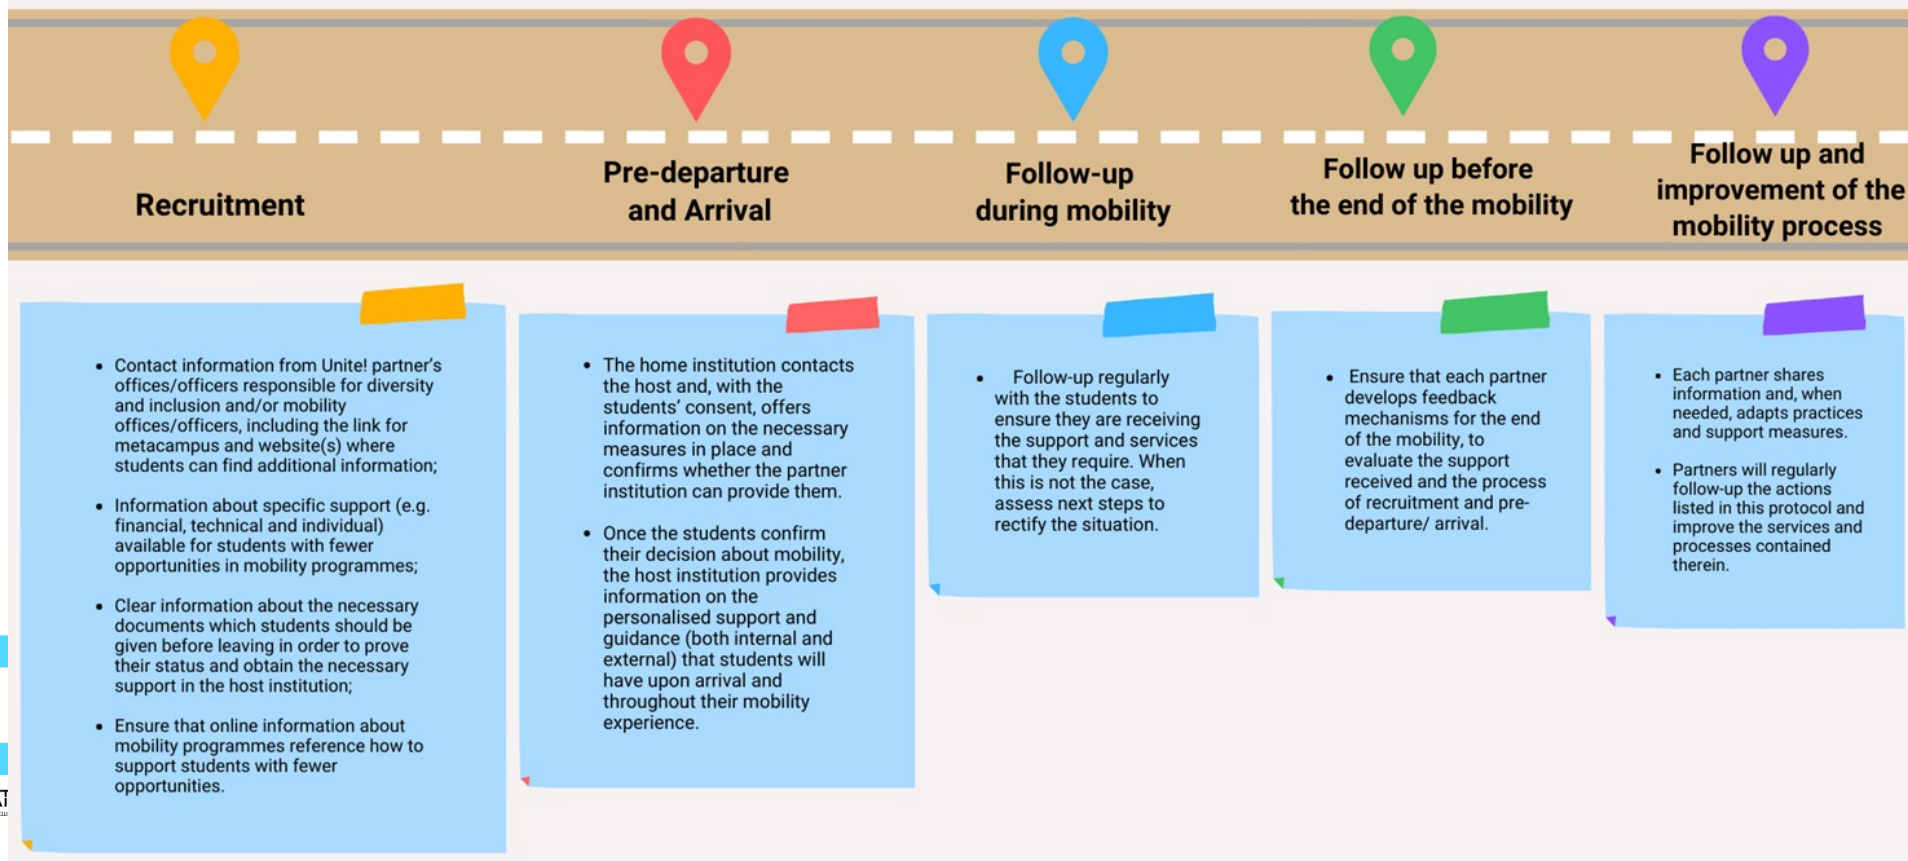 Recruitment
Pre-departure
and Arrival
Follow-up
during mobility
Follow up before
the end of the mobility
Follow up and
improvement of the
mobility process
• Contact information from Unite! partner's
offices/officers responsible for diversity
and inclusion and/or mobility
offices/officers, including the link for
metacampus and website(s) where
students can find additional information;
• Information about specific support (e.g.
financial, technical and individual)
available for students with fewer
opportunities in mobility programmes;
• Clear information about the necessary
documents which students should be
given before leaving in order to prove
their status and obtain the necessary
support in the host institution;
• Ensure that online information about
mobility programmes reference how to
support students with fewer
opportunities.
• The home institution contacts
the host and, with the
students' consent, offers
information on the necessary
measures in place and
confirms whether the partner
institution can provide them.
• Once the students confirm
their decision about mobility,
the host institution provides
information on the
personalised support and
guidance (both internal and
external) that students will
have upon arrival and
throughout their mobility
experience.
• Follow-up regularly
with the students to
ensure they are receiving
the support and services
that they require. When
this is not the case,
assess next steps to
rectify the situation.
• Ensure that each partner
develops feedback
mechanisms for the end
of the mobility, to
evaluate the support
received and the process
of recruitment and pre-
departure/ arrival.
• Each partner shares
information and, when
needed, adapts practices
and support measures.
• Partners will regularly
follow-up the actions
listed in this protocol and
improve the services and
processes contained
therein.